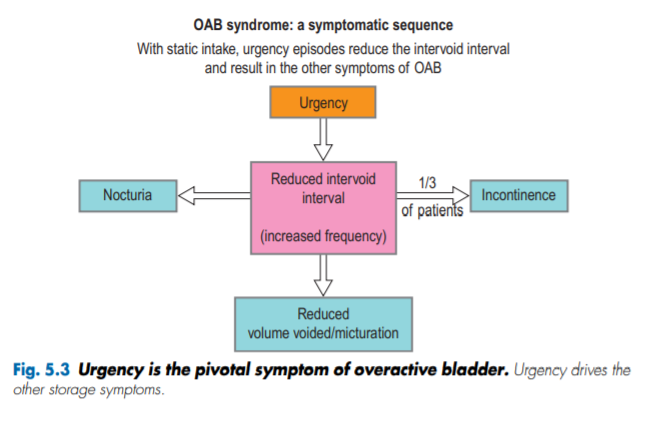 OAB syndrome: a symptomatic sequence
With static intake, urgency episodes reduce the intervoid interval
and result in the other symptoms of OAB
Urgency
Nocturia
Reduced intervoid
interval
(increased frequency)
1/3
of patients
Incontinence
Reduced
volume voided/micturation
Fig. 5.3 Urgency is the pivotal symptom of overactive bladder. Urgency drives the
other storage symptoms.